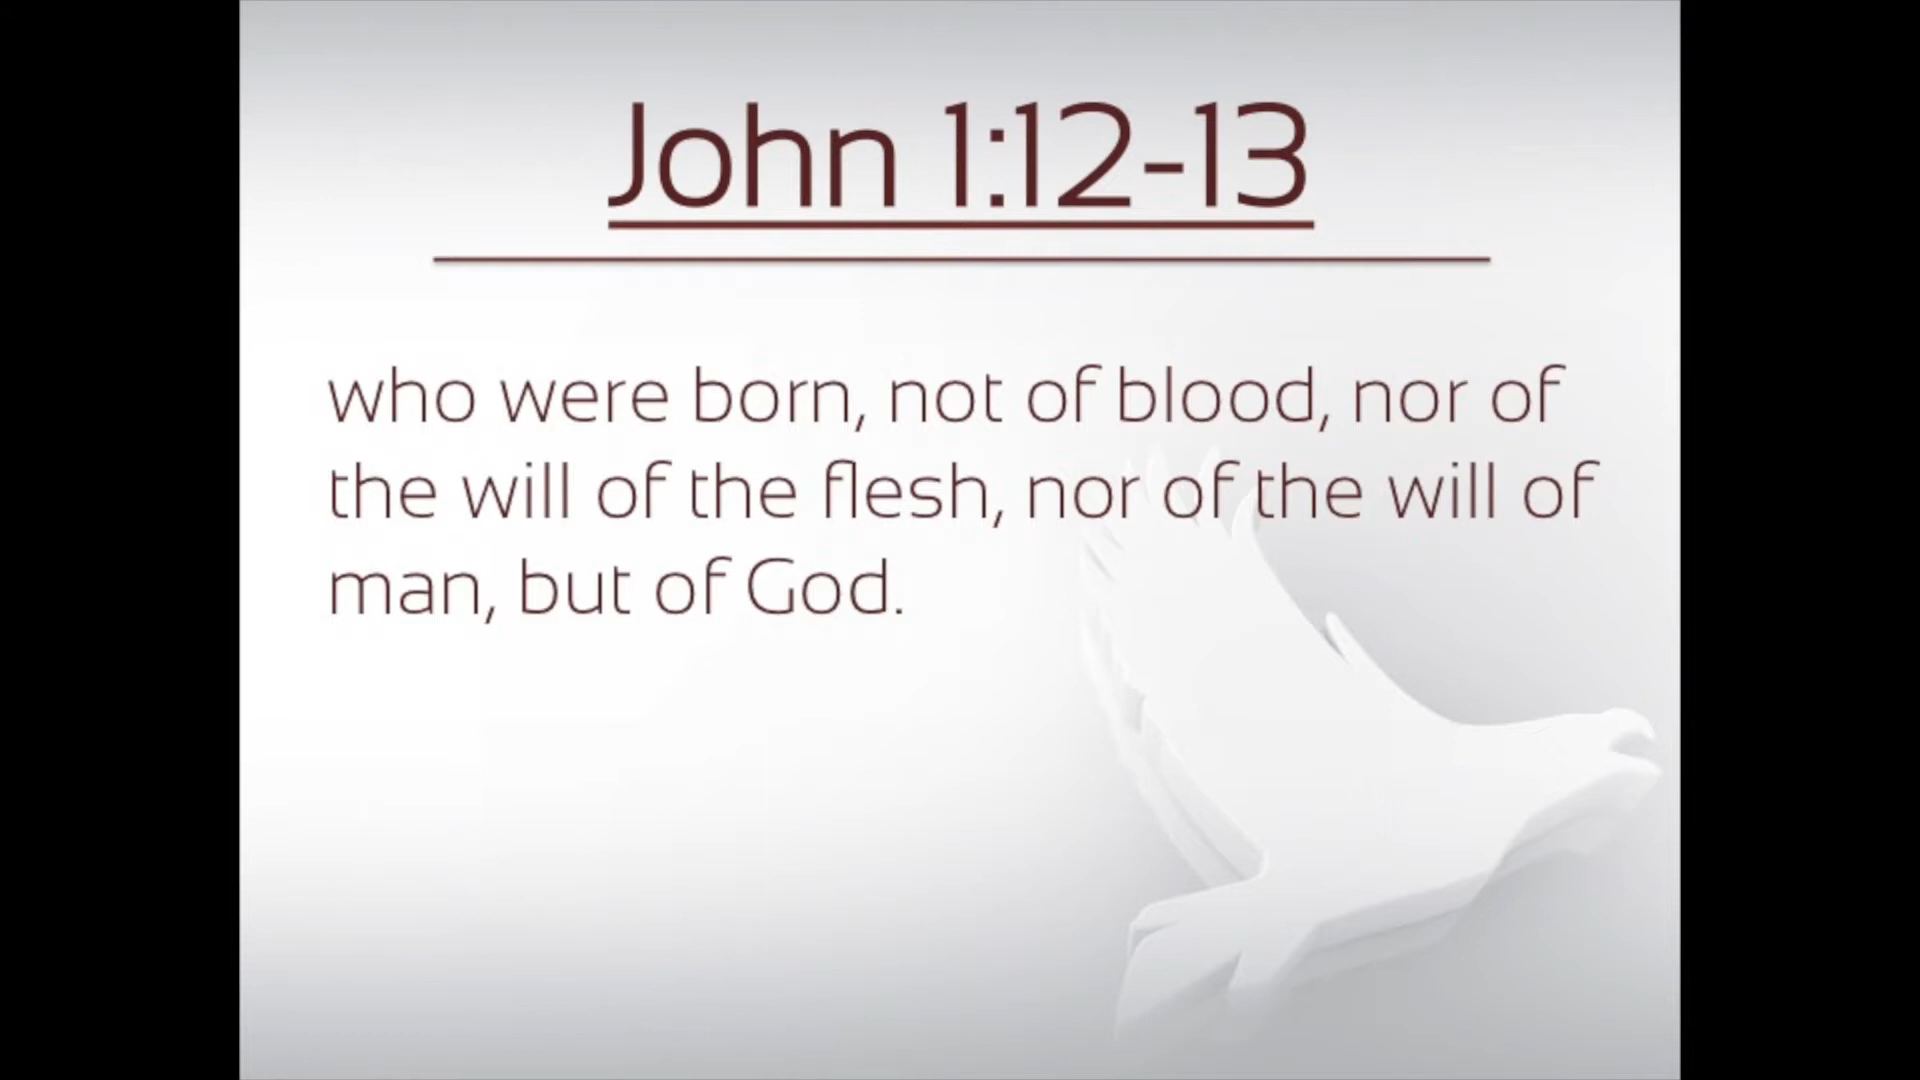 John 1:12-13
who were born, not of blood, nor of
the will of the flesh, nor of the will of
man, but of God.